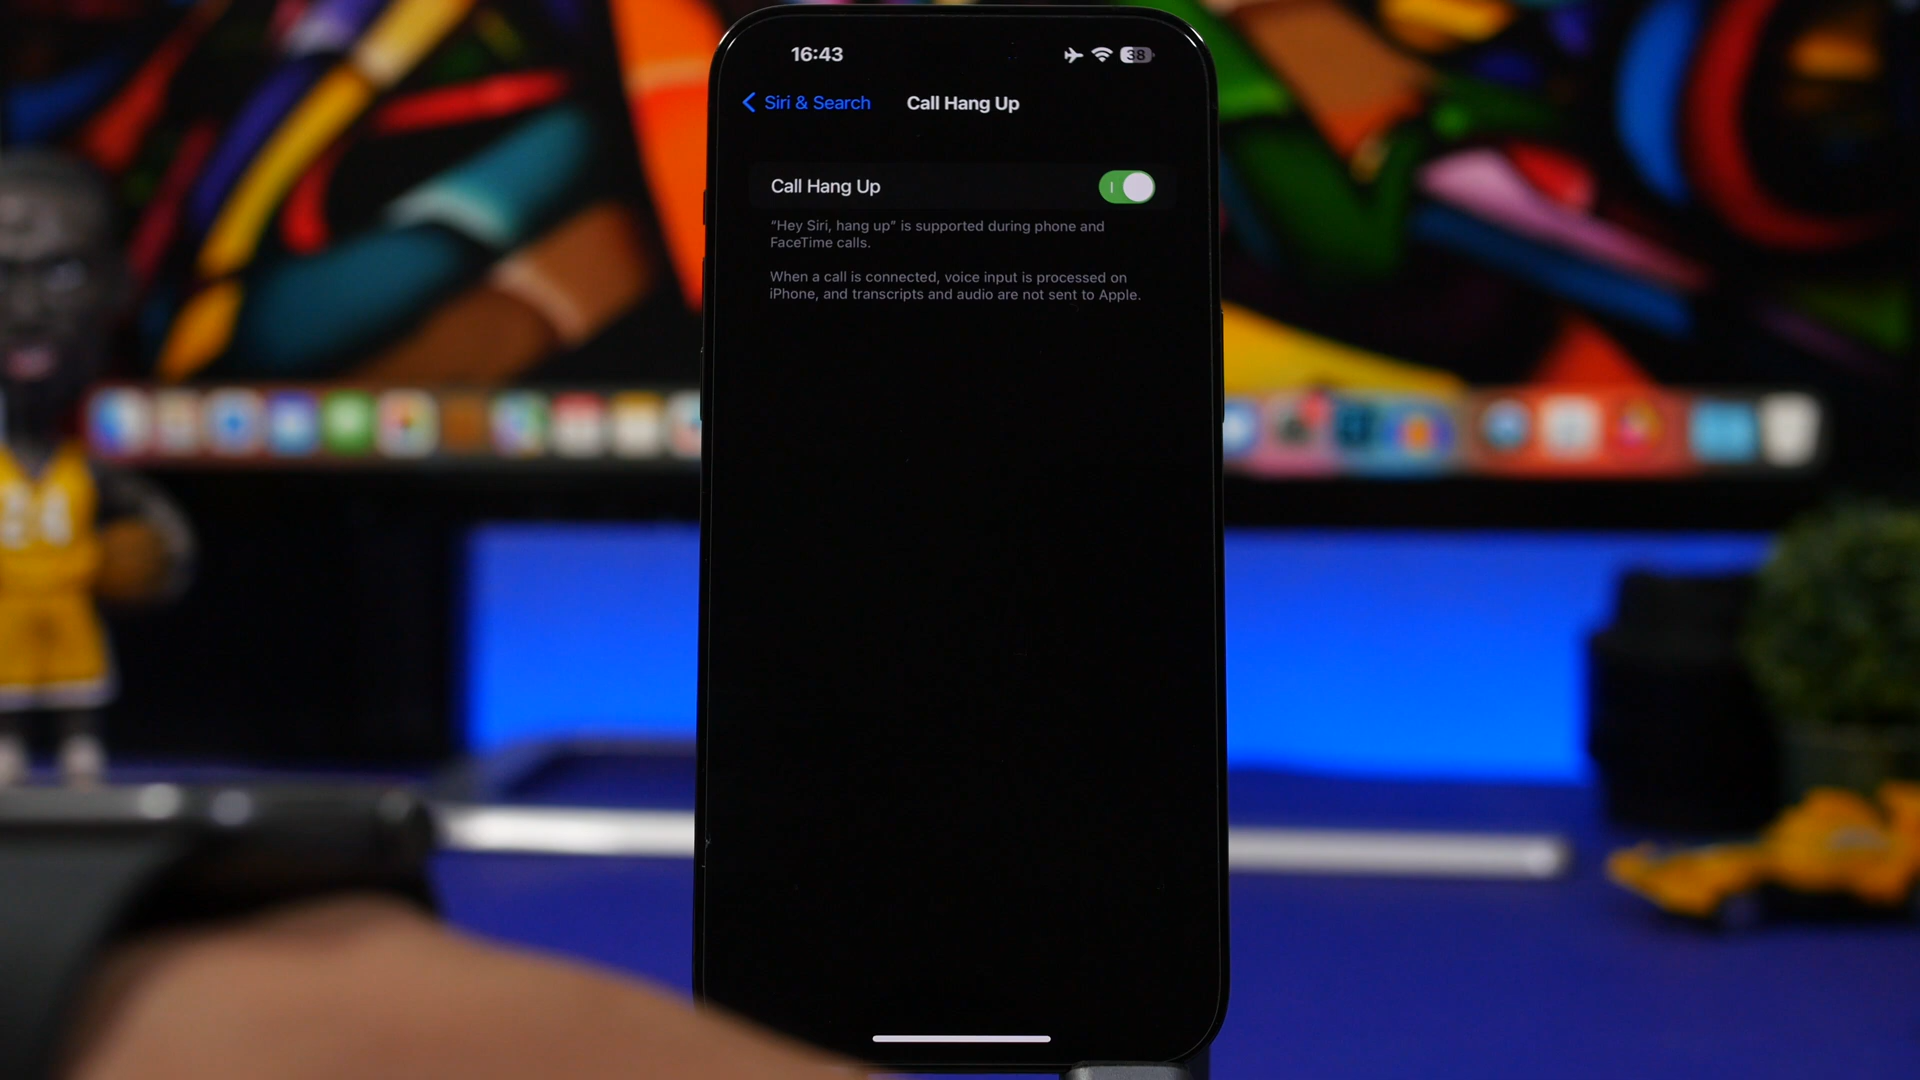 16:43
38
Siri & Search
Call Hang Up
Call Hang Up
“Hey Siri, hang up” is supported during phone and
FaceTime calls.
When a call is connected, voice input is processed on
iPhone, and transcripts and audio are not sent to Apple.
24